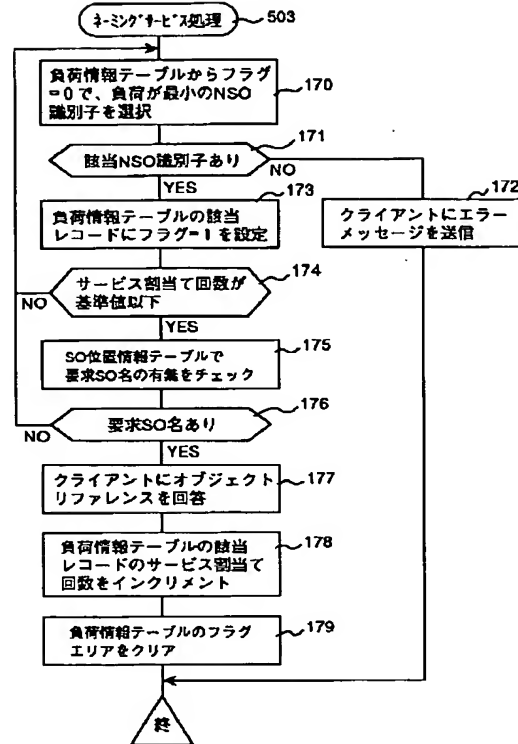 ﾈｰﾐﾝｸﾞｻｰﾋﾞｽ処理
503
負荷情報テーブルからフラグ
=0で、負荷が最小のNSO
識別子を選択
170
171
該当NSO識別子あり
NO
YES
173
172
負荷情報テーブルの該当
レコードにフラグ=1を設定
クライアントにエラー
メッセージを送信
174
サービス割当て回数が
基準値以下
NO
YES
175
SO位置情報テーブルで
要求SO名の有無をチェック
176
要求SO名あり
NO
YES
クライアントにオブジェクト
リファレンスを回答
177
負荷情報テーブルの該当
レコードのサービス割当て
回数をインクリメント
178
負荷情報テーブルのフラグ
エリアをクリア
179
終